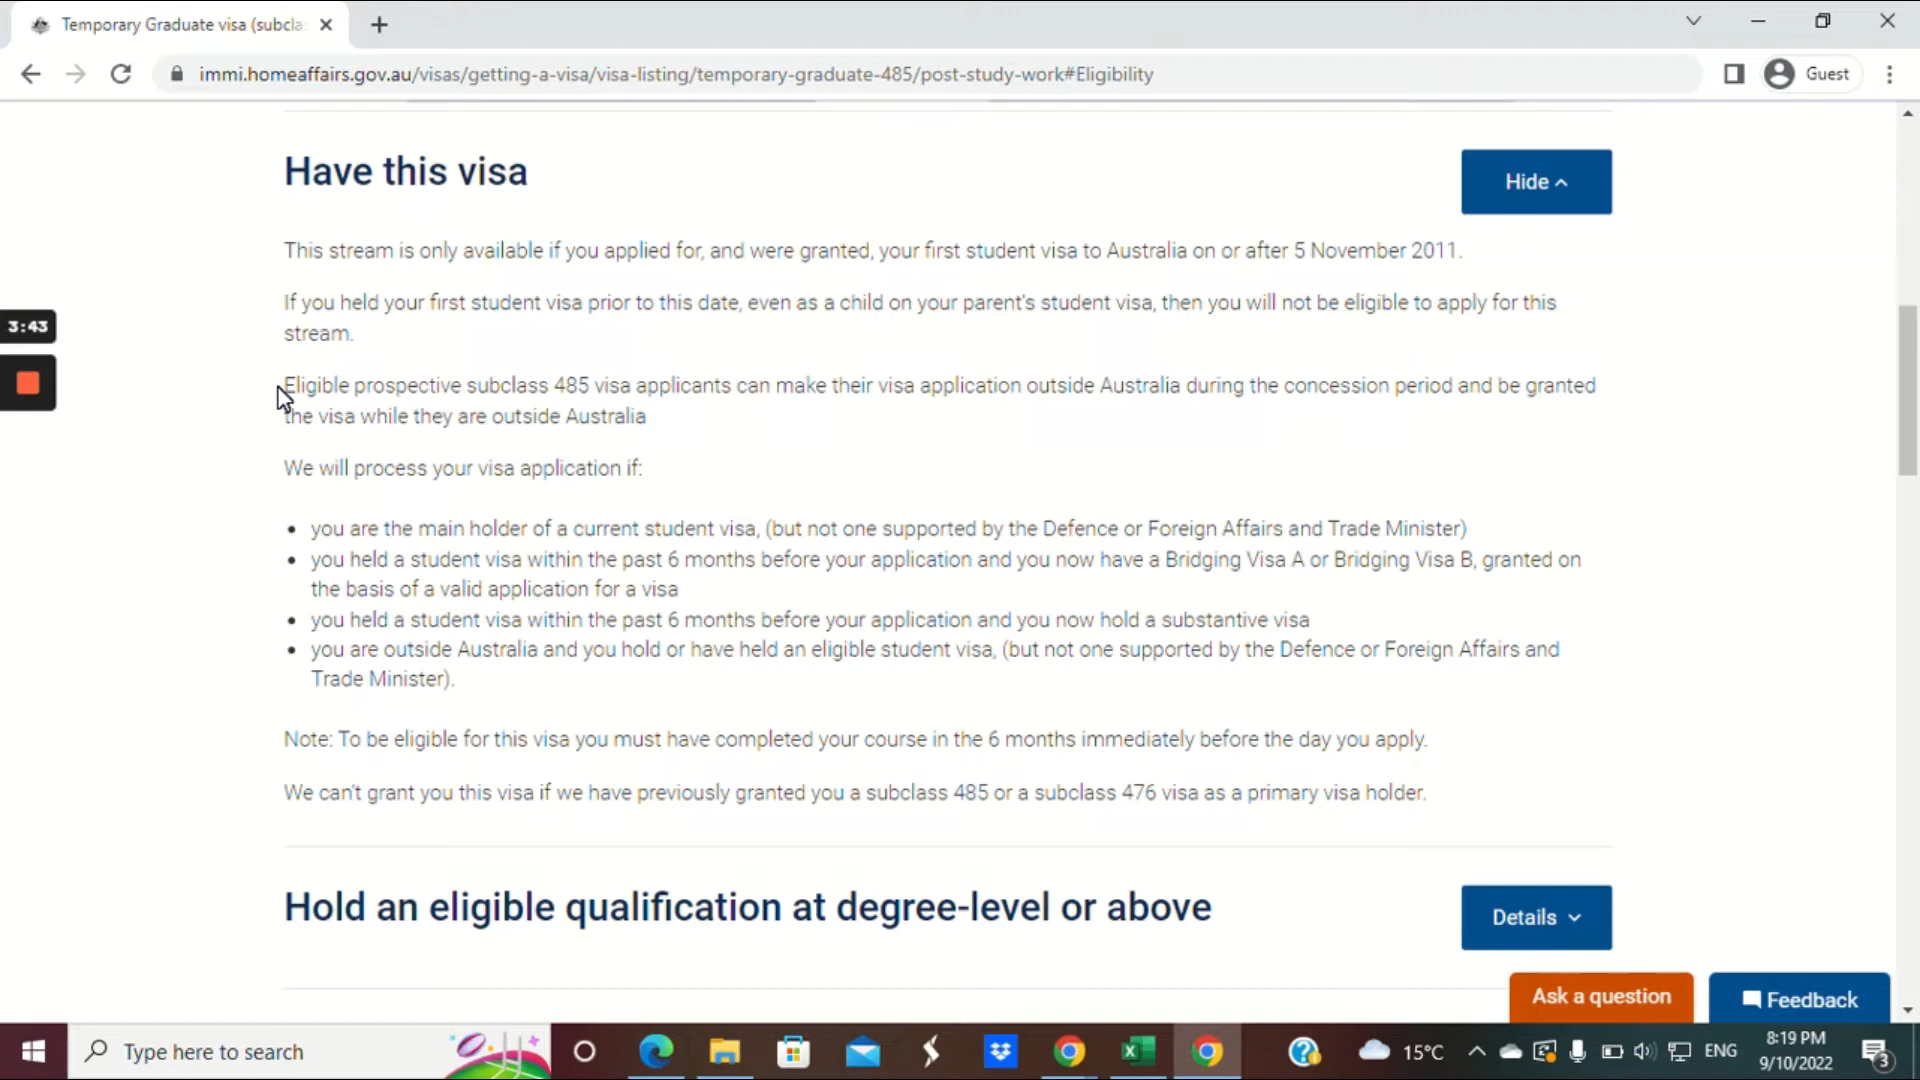 Temporary Graduate visa (subcla
immi.homeaffairs.gov.au/visas/getting-a-visa/visa-listing/temporary-graduate-485/post-study-work#Eligibility
Guest
Have this visa
Hide
This stream is only available if you applied for, and were granted, your first student visa to Australia on or after 5 November 2011.
If you held your first student visa prior to this date, even as a child on your parent's student visa, then you will not be eligible to apply for this
stream.
3:43
Eligible prospective subclass 485 visa applicants can make their visa application outside Australia during the concession period and be granted
the visa while they are outside Australia
We will process your visa application if:
• you are the main holder of a current student visa, (but not one supported by the Defence or Foreign Affairs and Trade Minister)
• you held a student visa within the past 6 months before your application and you now have a Bridging Visa A or Bridging Visa B, granted on
the basis of a valid application for a visa
• you held a student visa within the past 6 months before your application and you now hold a substantive visa
• you are outside Australia and you hold or have held an eligible student visa, (but not one supported by the Defence or Foreign Affairs and
Trade Minister).
Note: To be eligible for this visa you must have completed your course in the 6 months immediately before the day you apply.
We can't grant you this visa if we have previously granted you a subclass 485 or a subclass 476 visa as a primary visa holder.
Hold an eligible qualification at degree-level or above
Details
Ask a question
Feedback
Type here to search
15°C
ENG
8:19 PM
9/10/2022
3